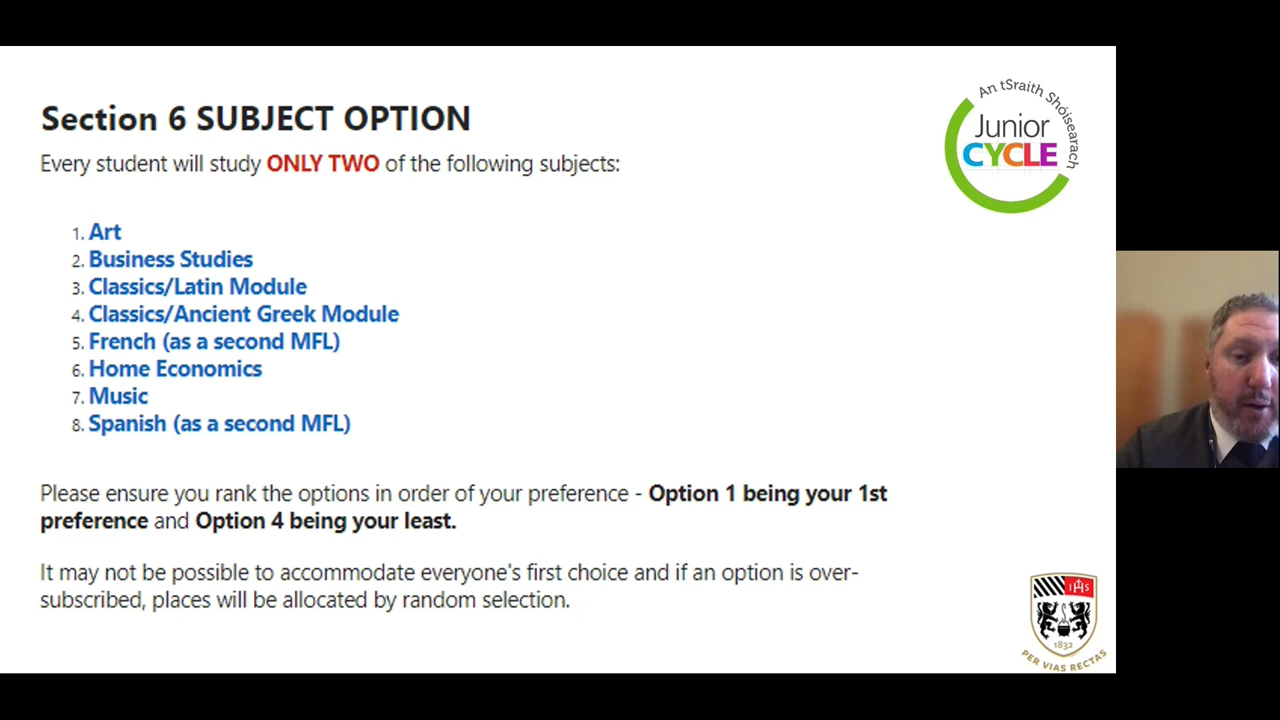 Section 6 SUBJECT OPTION
Every student will study ONLY TWO of the following subjects:
1. Art
2. Business Studies
3. Classics/Latin Module
4. Classics/Ancient Greek Module
5. French (as a second MFL)
6. Home Economics
7. Music
8. Spanish (as a second MFL)
Please ensure you rank the options in order of your preference - Option 1 being your 1st
preference and Option 4 being your least.
It may not be possible to accommodate everyone's first choice and if an option is over-
subscribed, places will be allocated by random selection.
An tSraith Shóisearach
Junior
CYCLE
IHS
1832
PER VIAS RECTAS